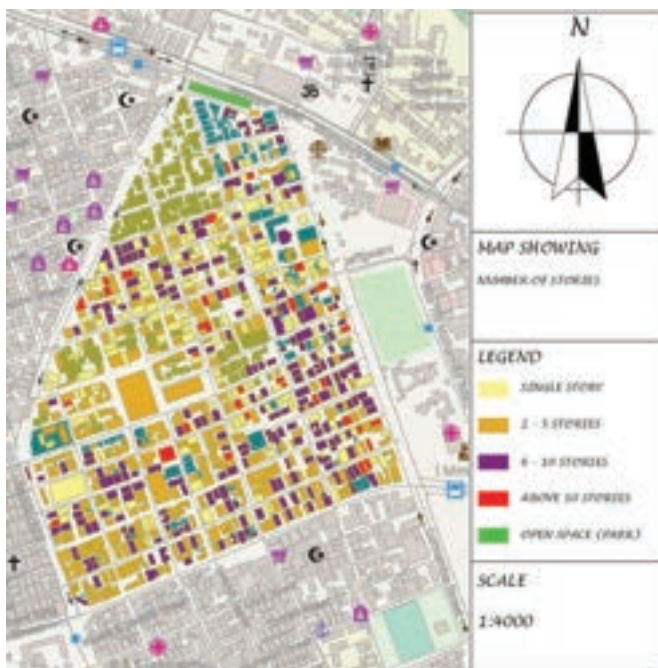 N
MAP SHOWING
NUMBER OF STORIES
LEGEND
SINGLE STORY
2 - 5 STORIES
6 - 10 STORIES
ABOVE 10 STORIES
OPEN SPACE (PARK)
SCALE
1:4000